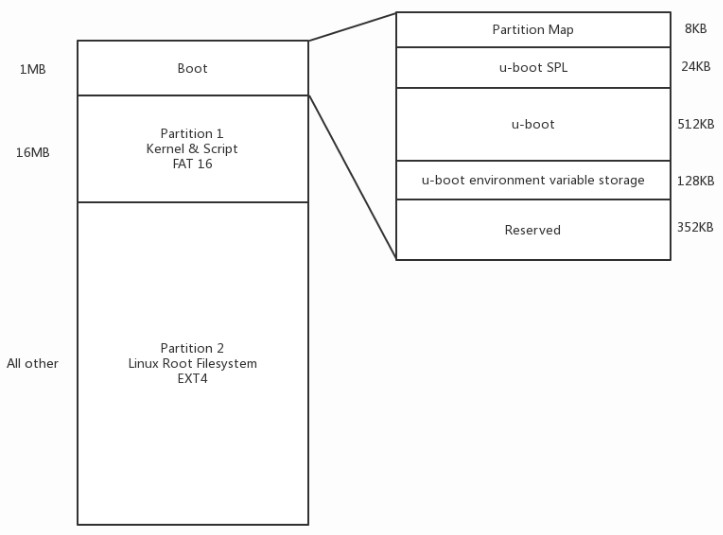 Partition Map
8KB
u-boot SPL
24KB
u-boot
512KB
u-boot environment variable storage
128KB
Reserved
352KB
1MB
Boot
16MB
Partition 1
Kernel & Script
FAT 16
All other
Partition 2
Linux Root Filesystem
EXT4